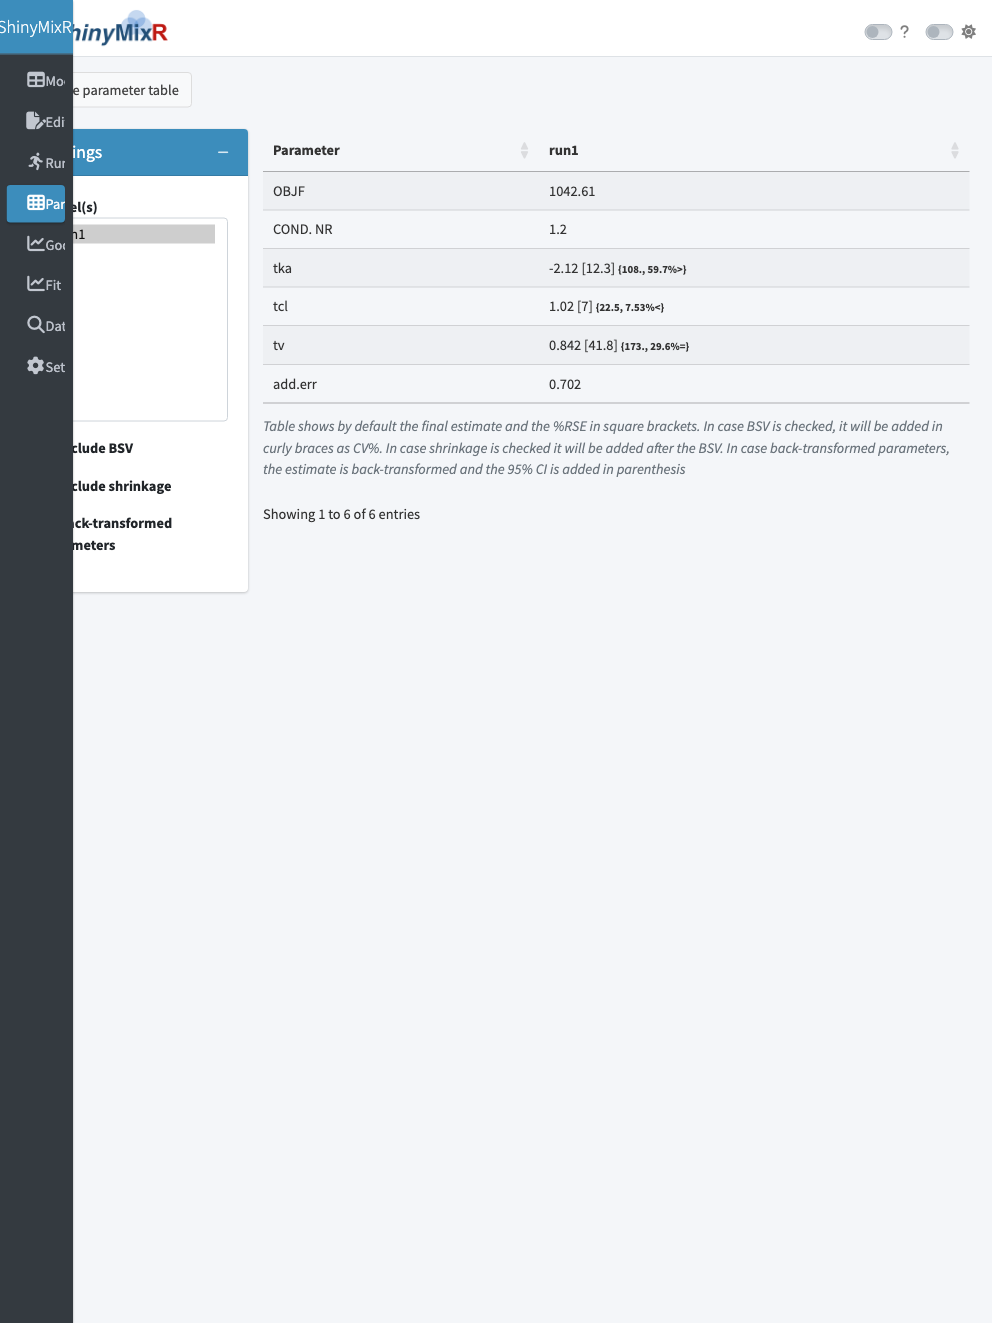 ShinyMixR
hinyMixR
?
Mo
Edi
Run
Par
Goo
Fit
Dat
Set
e parameter table
ings
el(s)
n1
clude BSV
clude shrinkage
ack-transformed
meters
Parameter run1
OBJF 1042.61
COND. NR 1.2
tka -2.12 [12.3] {108., 59.7%>}
tcl 1.02 [7] {22.5, 7.53%<}
tv 0.842 [41.8] {173., 29.6%=}
add.err 0.702
Table shows by default the final estimate and the %RSE in square brackets. In case BSV is checked, it will be added in
curly braces as CV%. In case shrinkage is checked it will be added after the BSV. In case back-transformed parameters,
the estimate is back-transformed and the 95% CI is added in parenthesis
Showing 1 to 6 of 6 entries